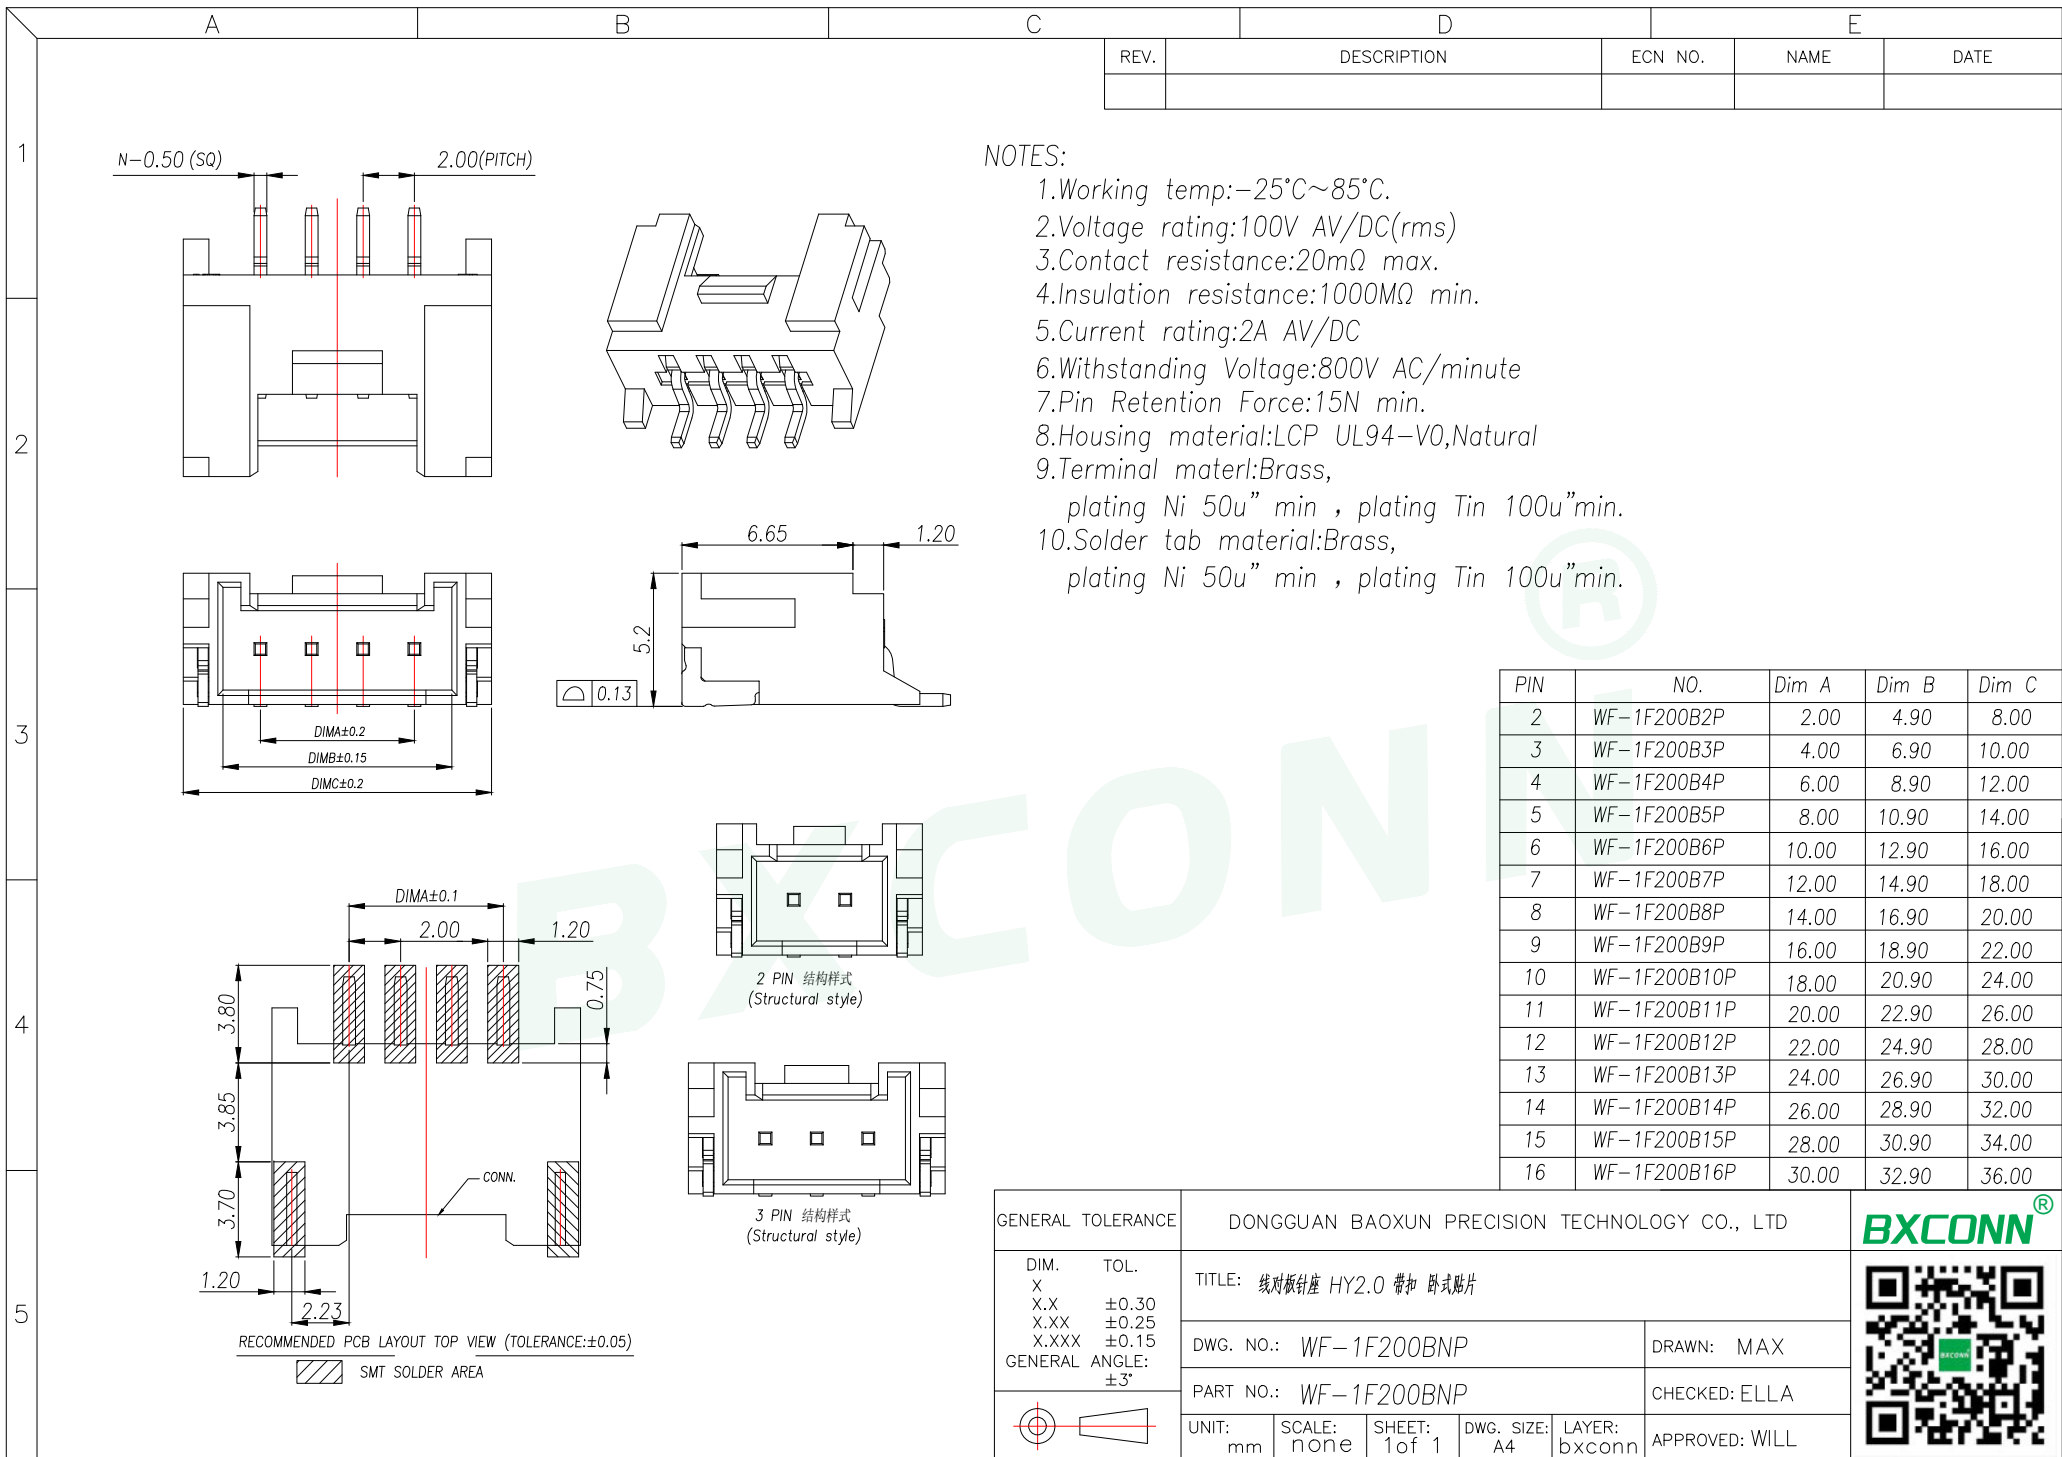 A B C D E
REV. DESCRIPTION ECN NO. NAME DATE
1
2
3
4
5
N-0.50 (SQ)
2.00(PITCH)
NOTES:
1.Working temp:-25°C~85°C.
2.Voltage rating:100V AV/DC(rms)
3.Contact resistance:20mΩ max.
4.Insulation resistance:1000MΩ min.
5.Current rating:2A AV/DC
6.Withstanding Voltage:800V AC/minute
7.Pin Retention Force:15N min.
8.Housing material:LCP UL94-V0,Natural
9.Terminal materl:Brass,
plating Ni 50u" min , plating Tin 100u"min.
10.Solder tab material:Brass,
plating Ni 50u" min , plating Tin 100u"min.
6.65
1.20
5.2
0.13
DIMA±0.2
DIMB±0.15
DIMC±0.2
BXCONN®
PIN NO. Dim A Dim B Dim C
2 WF-1F200B2P 2.00 4.90 8.00
3 WF-1F200B3P 4.00 6.90 10.00
4 WF-1F200B4P 6.00 8.90 12.00
5 WF-1F200B5P 8.00 10.90 14.00
6 WF-1F200B6P 10.00 12.90 16.00
7 WF-1F200B7P 12.00 14.90 18.00
8 WF-1F200B8P 14.00 16.90 20.00
9 WF-1F200B9P 16.00 18.90 22.00
10 WF-1F200B10P 18.00 20.90 24.00
11 WF-1F200B11P 20.00 22.90 26.00
12 WF-1F200B12P 22.00 24.90 28.00
13 WF-1F200B13P 24.00 26.90 30.00
14 WF-1F200B14P 26.00 28.90 32.00
15 WF-1F200B15P 28.00 30.90 34.00
16 WF-1F200B16P 30.00 32.90 36.00
DIMA±0.1
2.00
1.20
0.75
3.80
3.85
3.70
1.20
2.23
CONN.
RECOMMENDED PCB LAYOUT TOP VIEW (TOLERANCE:±0.05)
SMT SOLDER AREA
2 PIN 结构样式
(Structural style)
3 PIN 结构样式
(Structural style)
GENERAL TOLERANCE
DIM. TOL.
X
X.X ±0.30
X.XX ±0.25
X.XXX ±0.15
GENERAL ANGLE:
±3°
DONGGUAN BAOXUN PRECISION TECHNOLOGY CO., LTD
TITLE: 线对板针座 HY2.0 带扣 卧式贴片
DWG. NO.: WF-1F200BNP
DRAWN: MAX
PART NO.: WF-1F200BNP
CHECKED: ELLA
UNIT: mm
SCALE: none
SHEET: 1of 1
DWG. SIZE: A4
LAYER: bxconn
APPROVED: WILL
BXCONN®
BXCONN